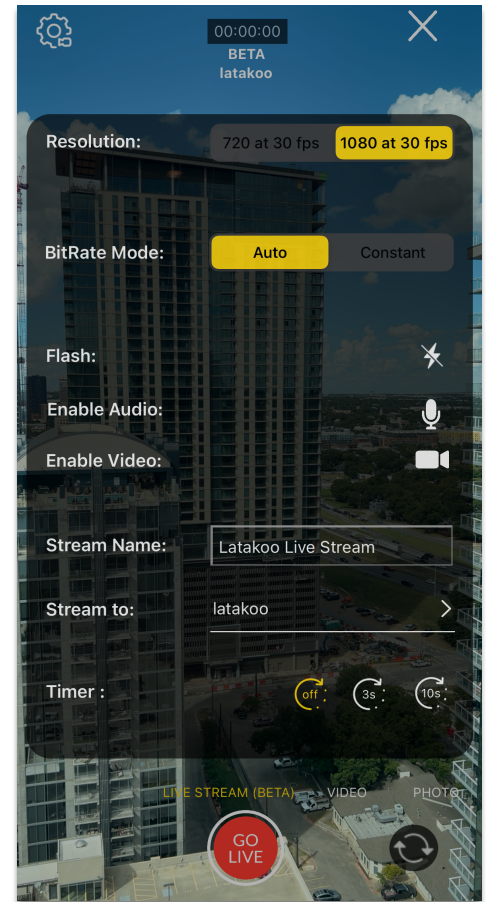 00:00:00
BETA
latakoo
Resolution: 720 at 30 fps 1080 at 30 fps
BitRate Mode: Auto Constant
Flash:
Enable Audio:
Enable Video:
Stream Name: Latakoo Live Stream
Stream to: latakoo
Timer : off 3s 10s
LIVE STREAM (BETA) VIDEO PHOTO
GO
LIVE